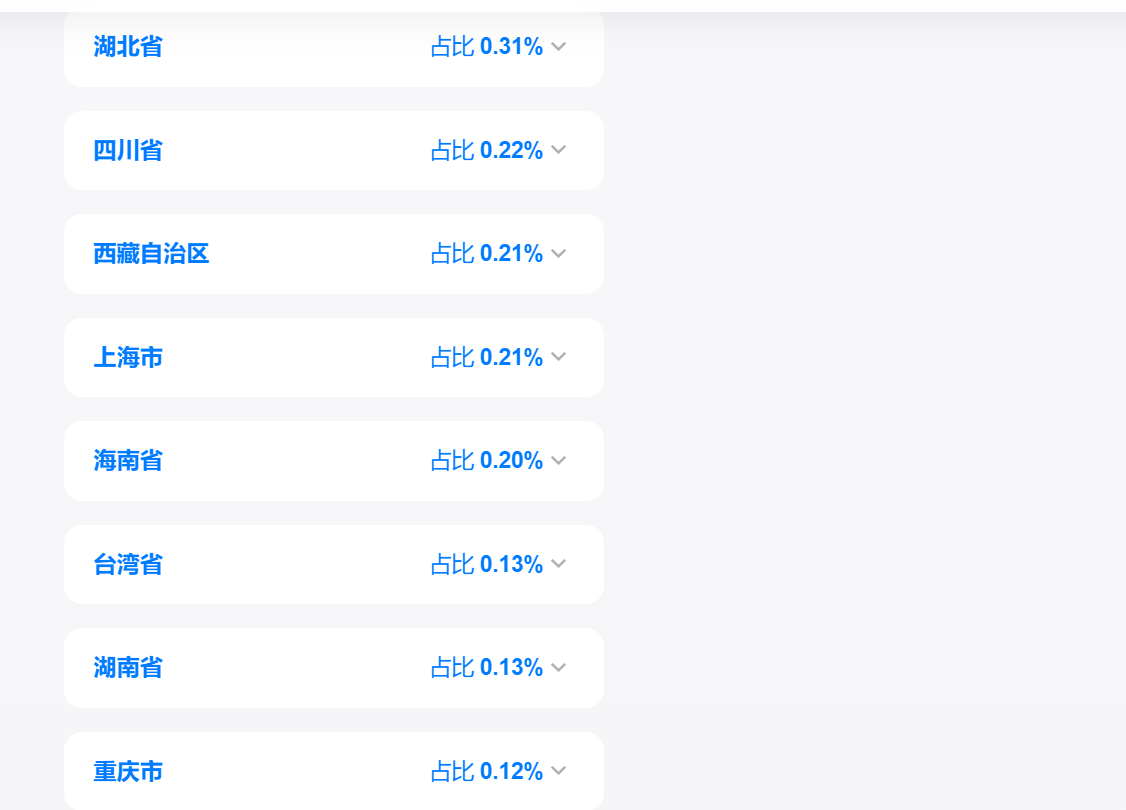 湖北省 占比 0.31%
四川省 占比 0.22%
西藏自治区 占比 0.21%
上海市 占比 0.21%
海南省 占比 0.20%
台湾省 占比 0.13%
湖南省 占比 0.13%
重庆市 占比 0.12%